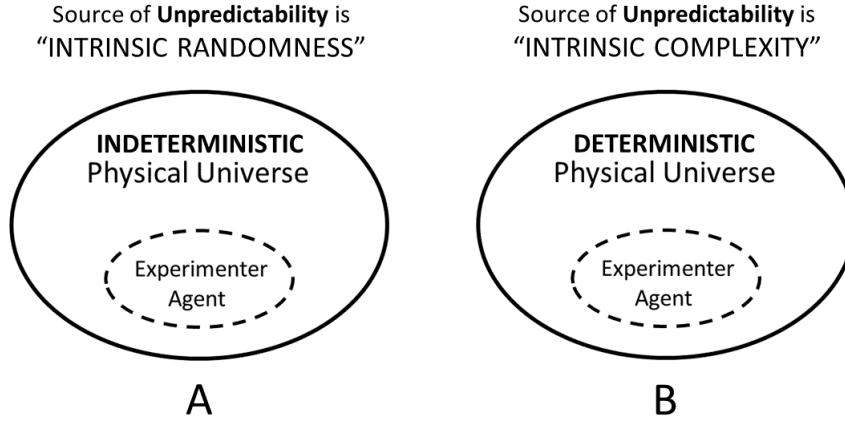 Source of Unpredictability is
“INTRINSIC RANDOMNESS”
INDETERMINISTIC
Physical Universe
Experimenter
Agent
A
Source of Unpredictability is
“INTRINSIC COMPLEXITY”
DETERMINISTIC
Physical Universe
Experimenter
Agent
B